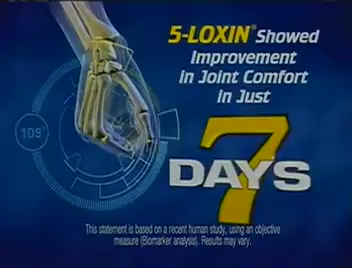 5-LOXIN® Showed
Improvement
in Joint Comfort
in Just
7
DAYS
109°
This statement is based on a recent human study, using an objective
measure (Biomarker analysis). Results may vary.